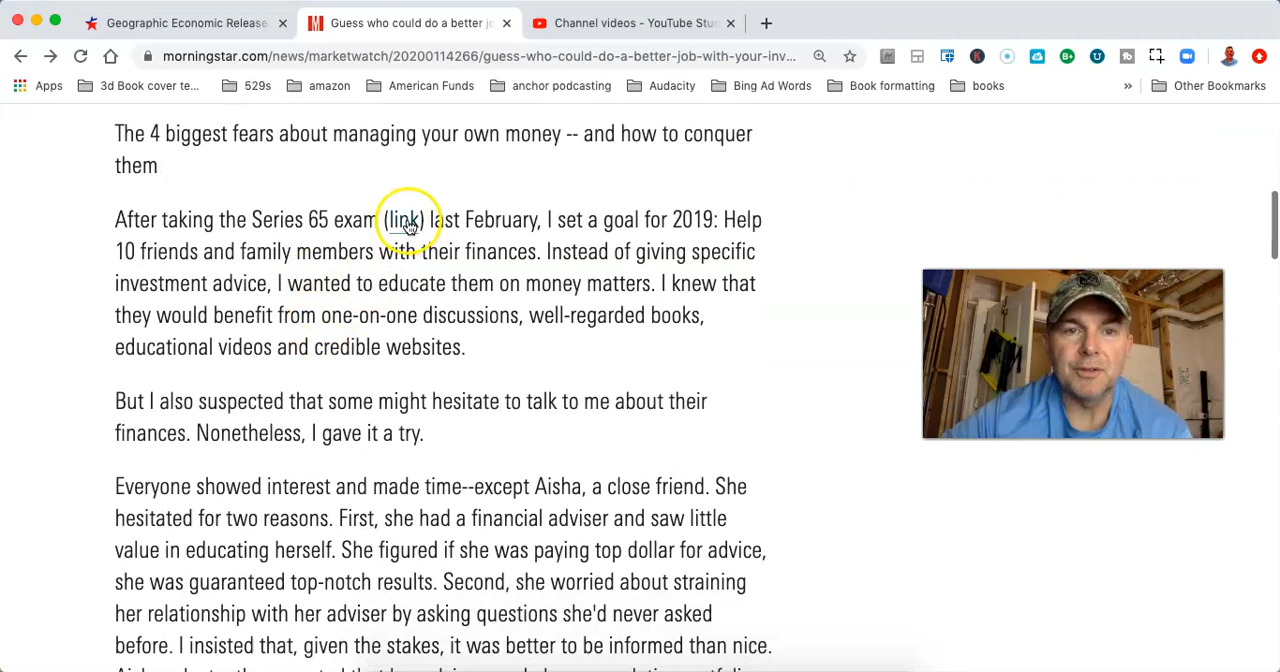 Geographic Economic Release
Guess who could do a better jo
Channel videos - YouTube Stu
morningstar.com/news/marketwatch/20200114266/guess-who-could-do-a-better-job-with-your-inv...
Apps 3d Book cover te... 529s amazon American Funds anchor podcasting Audacity Bing Ad Words Book formatting books » Other Bookmarks
The 4 biggest fears about managing your own money -- and how to conquer
them
After taking the Series 65 exam (link) last February, I set a goal for 2019: Help
10 friends and family members with their finances. Instead of giving specific
investment advice, I wanted to educate them on money matters. I knew that
they would benefit from one-on-one discussions, well-regarded books,
educational videos and credible websites.
But I also suspected that some might hesitate to talk to me about their
finances. Nonetheless, I gave it a try.
Everyone showed interest and made time--except Aisha, a close friend. She
hesitated for two reasons. First, she had a financial adviser and saw little
value in educating herself. She figured if she was paying top dollar for advice,
she was guaranteed top-notch results. Second, she worried about straining
her relationship with her adviser by asking questions she'd never asked
before. I insisted that, given the stakes, it was better to be informed than nice.